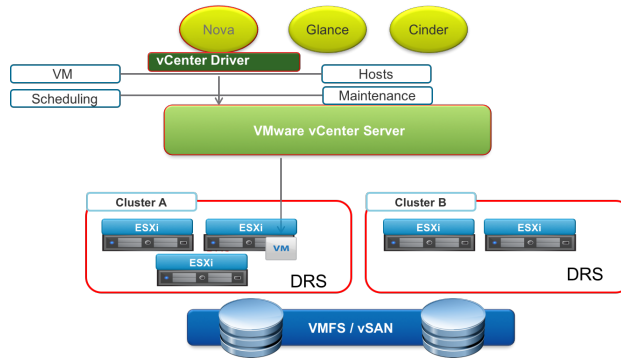 Nova Glance Cinder
vCenter Driver
VM Hosts
Scheduling Maintenance
VMware vCenter Server
Cluster A Cluster B
ESXi ESXi ESXi ESXi
VM
ESXi
DRS DRS
VMFS / vSAN